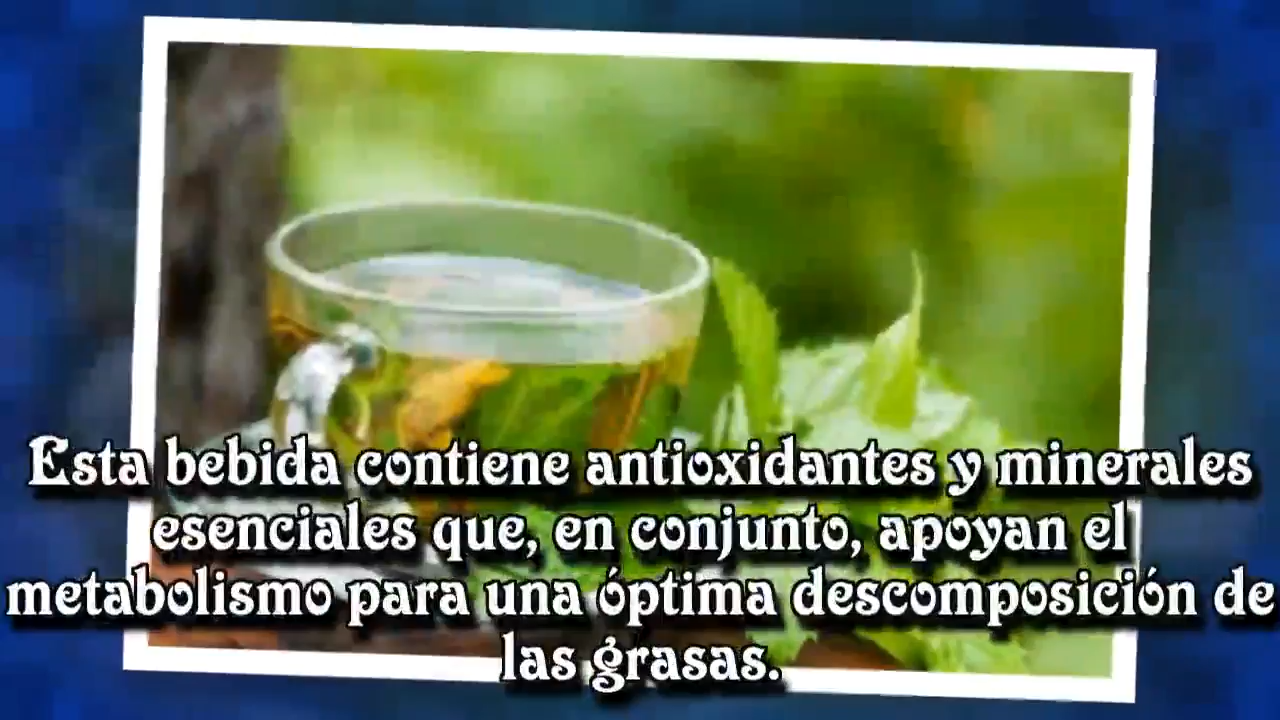 Esta bebida contiene antioxidantes y minerales
esenciales que, en conjunto, apoyan el
metabolismo para una óptima descomposición de
las grasas.